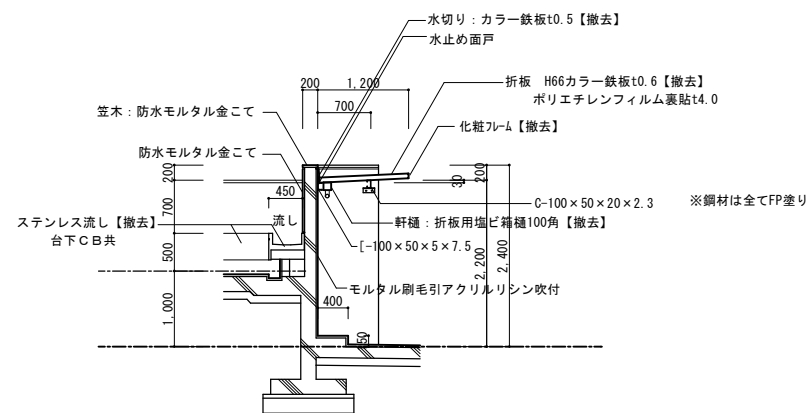 水切り：カラー鉄板t0.5【撤去】
水止め面戸
200
1,200
折板　H66カラー鉄板t0.6【撤去】
700
ポリエチレンフィルム裏貼t4.0
笠木：防水モルタル金こて
化粧フレーム【撤去】
防水モルタル金こて
200
200
30
450
C-100×50×20×2.3
※鋼材は全てFP塗り
700
ステンレス流し【撤去】
流し
軒樋：折板用塩ビ箱樋100角【撤去】
台下ＣＢ共
[-100×50×5×7.5
500
2,200
2,400
モルタル刷毛引アクリルリシン吹付
400
1,000
50